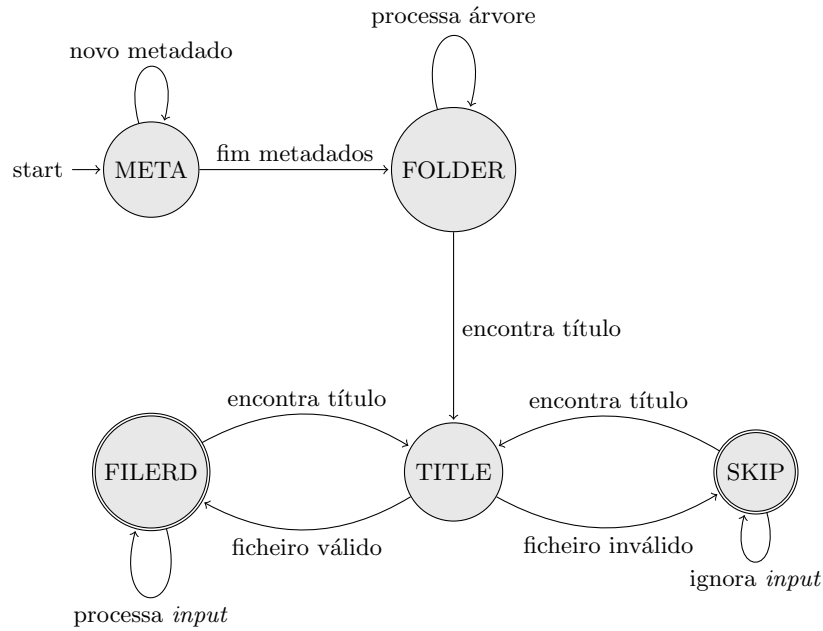 processa árvore
novo metadado
start
META
fim metadados
FOLDER
encontra título
encontra título
encontra título
FILERD
TITLE
SKIP
ficheiro válido
ficheiro inválido
ignora input
processa input